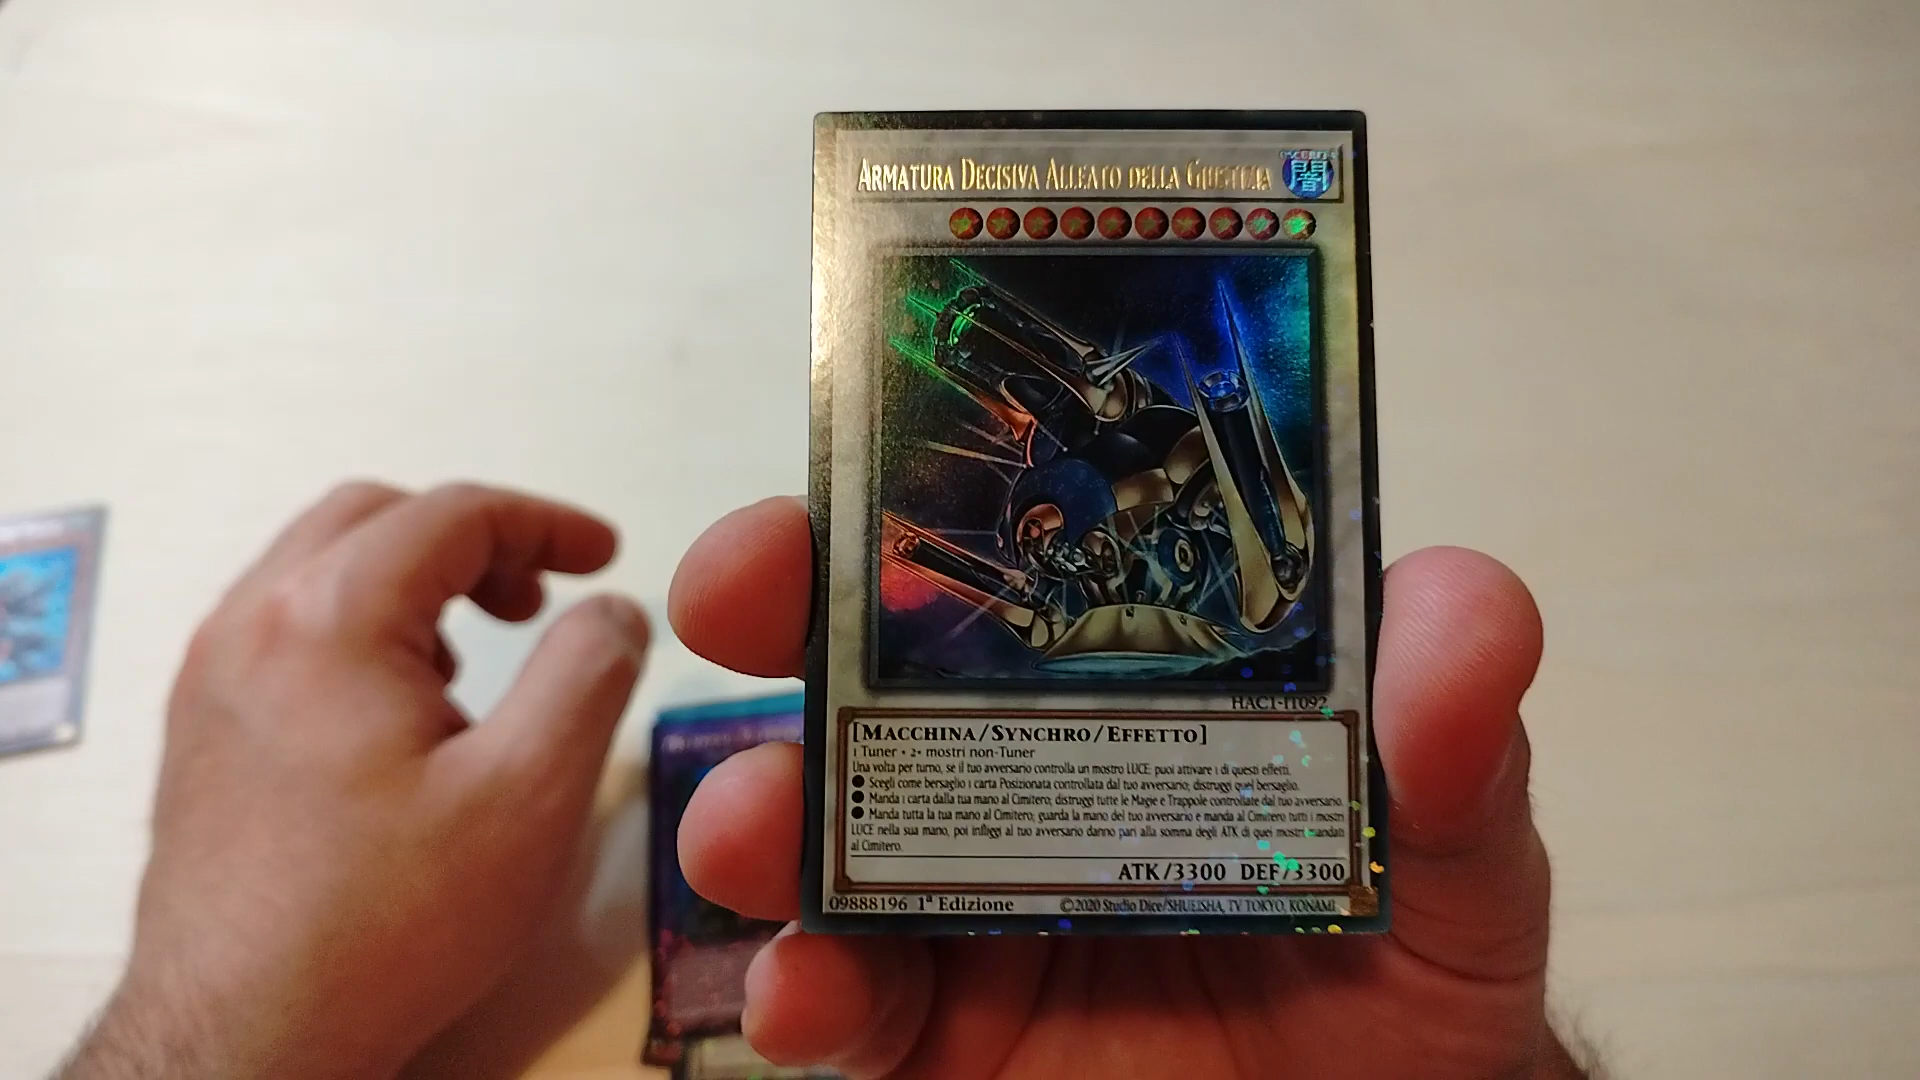 ARMATURA DECISIVA ALLEATO DELLA GIUSTIZIA
OSCURITÀ
闇
HAC1-IT092
[MACCHINA/SYNCHRO/EFFETTO]
1 Tuner + 2+ mostri non-Tuner
Una volta per turno, se il tuo avversario controlla un mostro LUCE: puoi attivare 1 di questi effetti.
● Scegli come bersaglio 1 carta Posizionata controllata dal tuo avversario; distruggi quel bersaglio.
● Manda 1 carta dalla tua mano al Cimitero; distruggi tutte le Magie e Trappole controllate dal tuo avversario.
● Manda tutta la tua mano al Cimitero; guarda la mano del tuo avversario e manda al Cimitero tutti i mostri
LUCE nella sua mano, poi infliggi al tuo avversario danno pari alla somma degli ATK di quei mostri mandati
al Cimitero.
ATK/3300 DEF/3300
09888196 1ª Edizione ©2020 Studio Dice/SHUEISHA, TV TOKYO, KONAMI